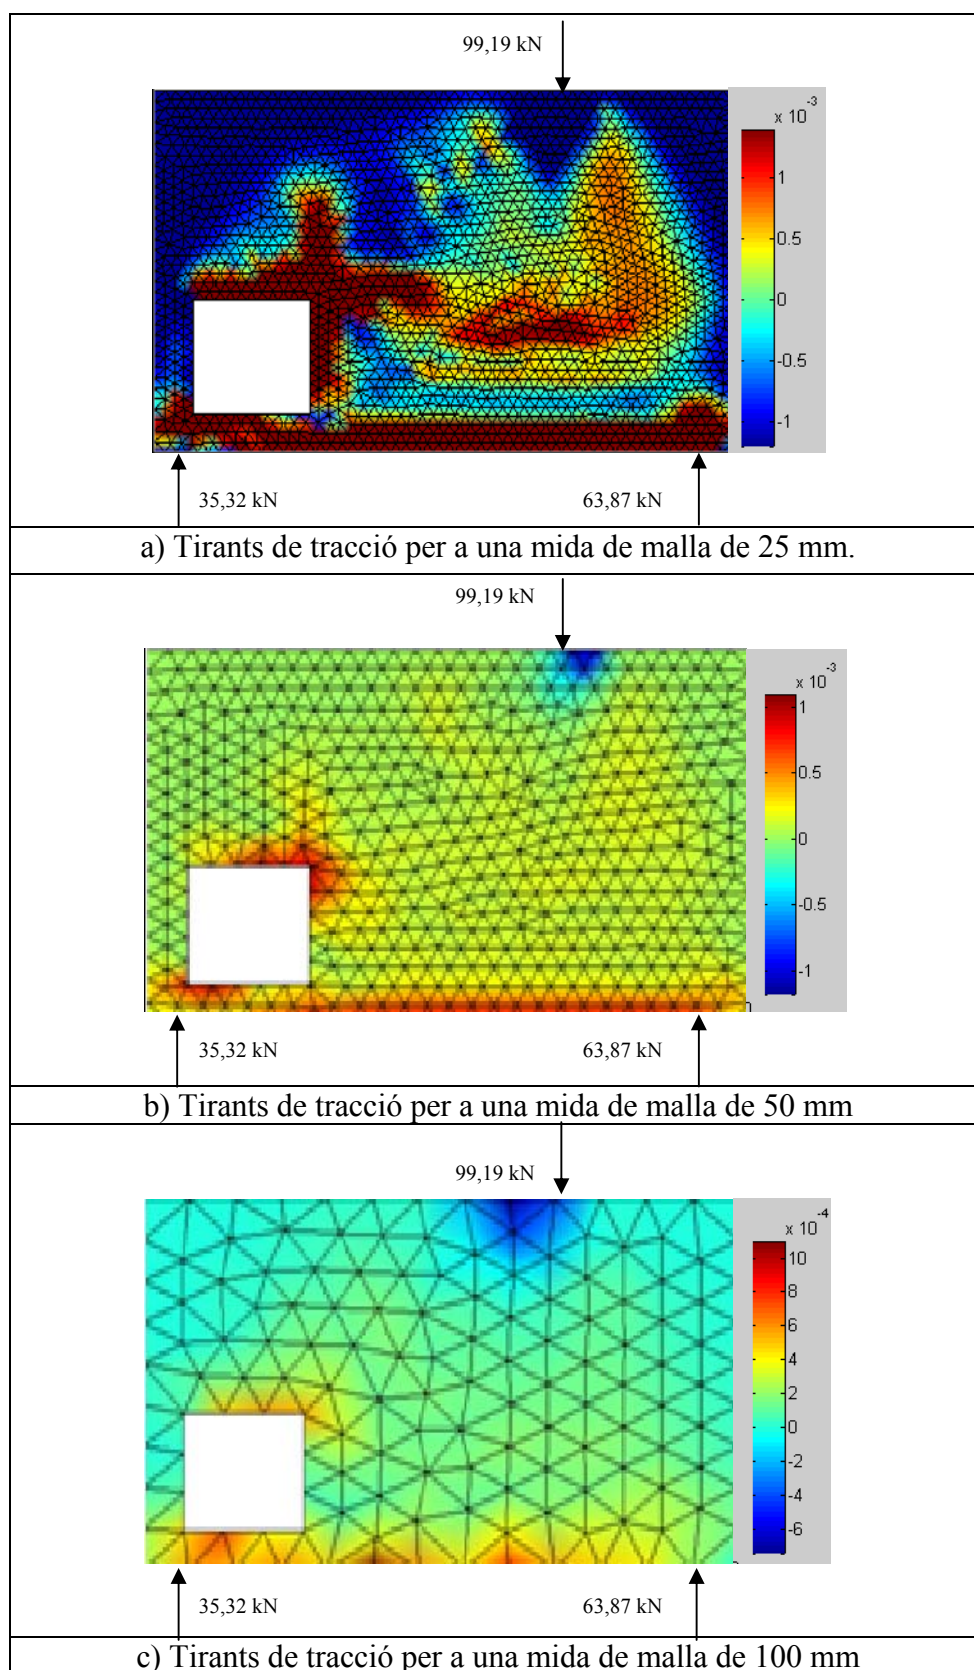 99,19 kN
x 10 -3
1
0.5
0
-0.5
-1
35,32 kN 63,87 kN
a) Tirants de tracció per a una mida de malla de 25 mm.
99,19 kN
x 10 -3
1
0.5
0
-0.5
-1
35,32 kN 63,87 kN
b) Tirants de tracció per a una mida de malla de 50 mm
99,19 kN
x 10 -4
10
8
6
4
2
0
-2
-4
-6
35,32 kN 63,87 kN
c) Tirants de tracció per a una mida de malla de 100 mm